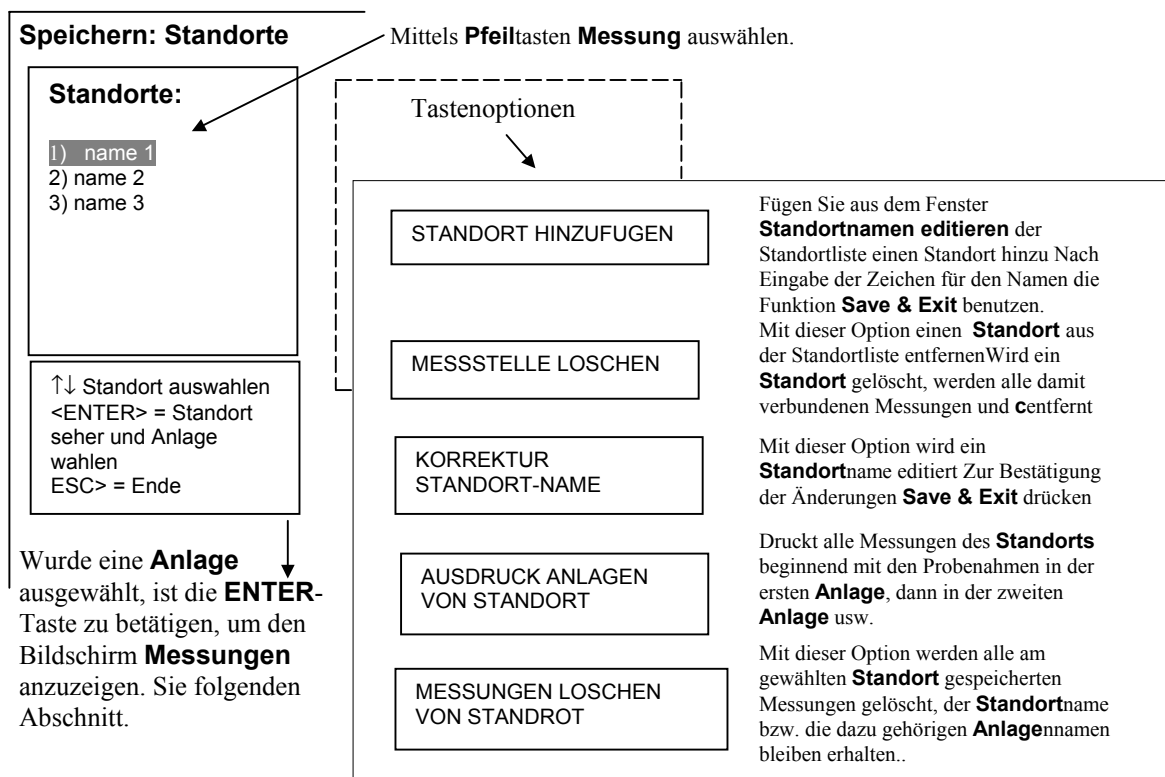 Speichern: Standorte
Mittels Pfeiltasten Messung auswählen.
Standorte:
1) name 1
2) name 2
3) name 3
↑↓ Standort auswahlen
<ENTER> = Standort
seher und Anlage
wahlen
ESC> = Ende
Wurde eine Anlage
ausgewählt, ist die ENTER-
Taste zu betätigen, um den
Bildschirm Messungen
anzuzeigen. Sie folgenden
Abschnitt.
Tastenoptionen
STANDORT HINZUFUGEN
Fügen Sie aus dem Fenster
Standortnamen editieren der
Standortliste einen Standort hinzu Nach
Eingabe der Zeichen für den Namen die
Funktion Save & Exit benutzen.
MESSSTELLE LOSCHEN
Mit dieser Option einen Standort aus
der Standortliste entfernenWird ein
Standort gelöscht, werden alle damit
verbundenen Messungen und centfernt
KORREKTUR
STANDORT-NAME
Mit dieser Option wird ein
Standortname editiert Zur Bestätigung
der Änderungen Save & Exit drücken
AUSDRUCK ANLAGEN
VON STANDORT
Druckt alle Messungen des Standorts
beginnend mit den Probenahmen in der
ersten Anlage, dann in der zweiten
Anlage usw.
MESSUNGEN LOSCHEN
VON STANDROT
Mit dieser Option werden alle am
gewählten Standort gespeicherten
Messungen gelöscht, der Standortname
bzw. die dazu gehörigen Anlagennnamen
bleiben erhalten..